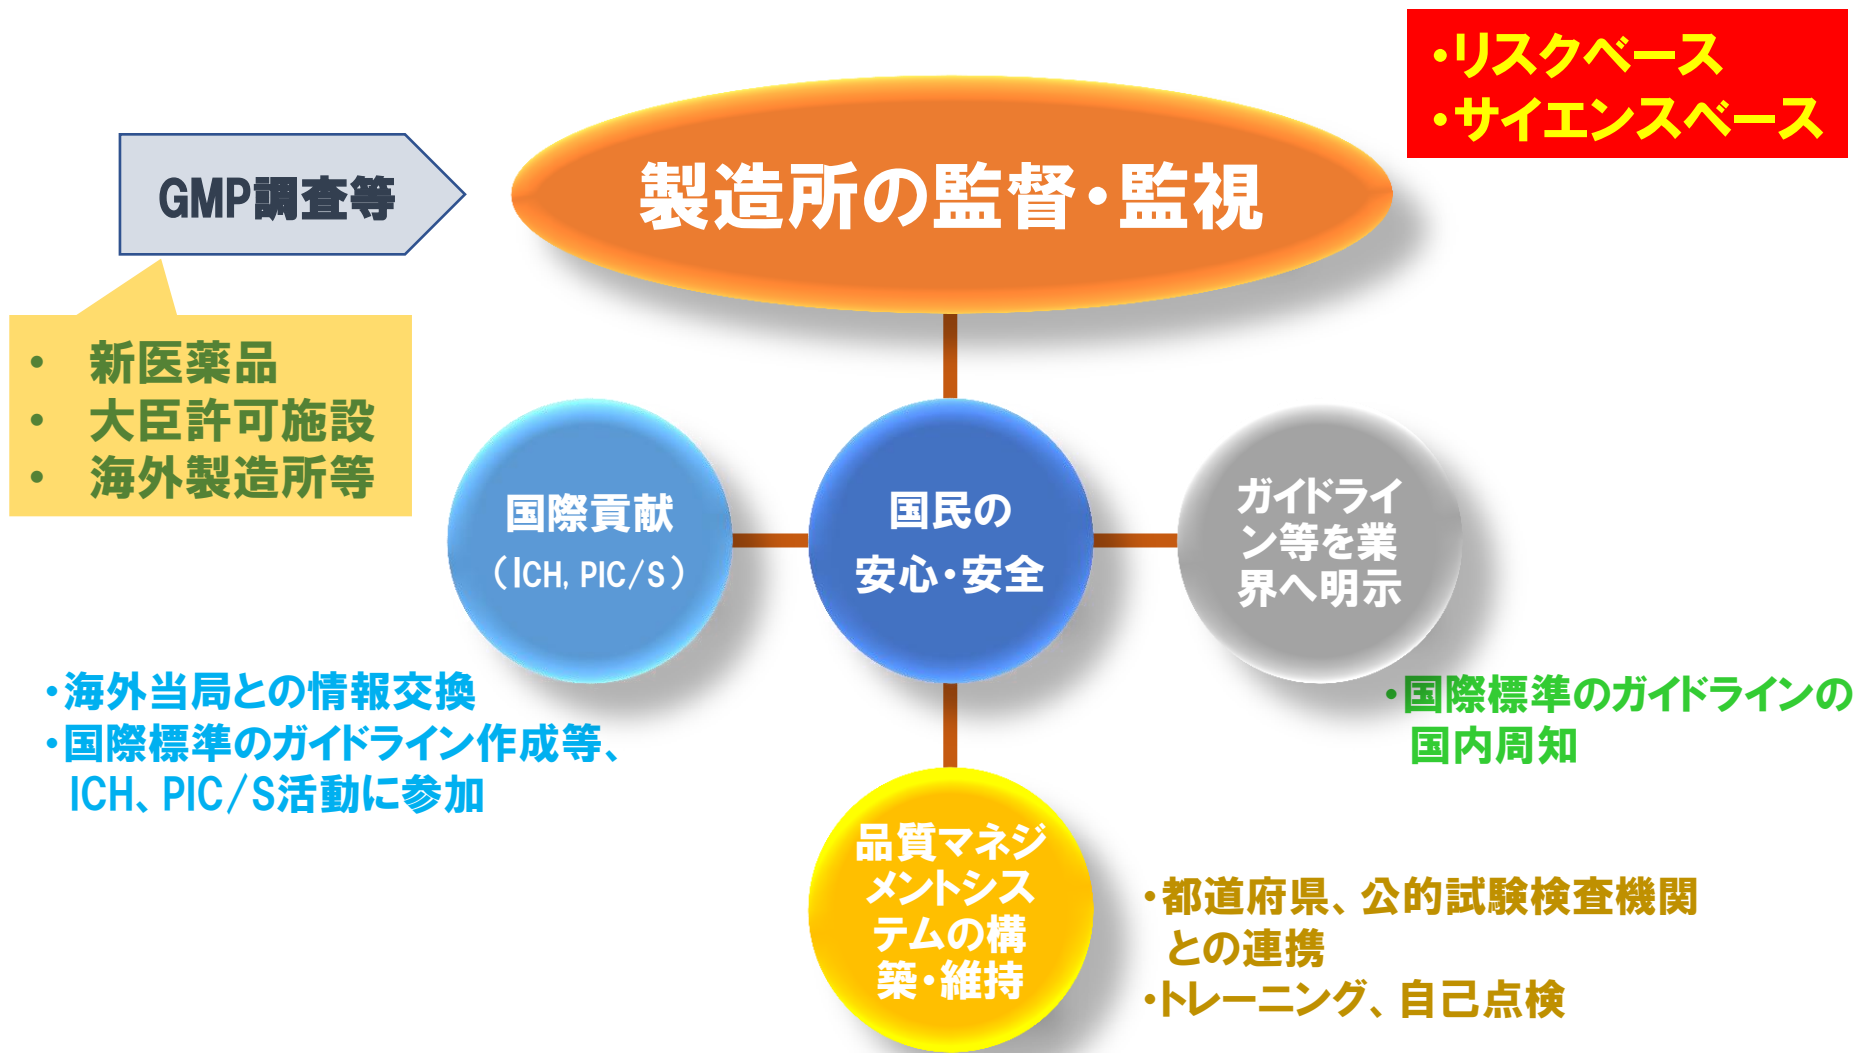 ・リスクベース
・サイエンスベース
製造所の監督・監視
GMP調査等
• 新医薬品
• 大臣許可施設
• 海外製造所等
国際貢献
（ICH, PIC/S）
国民の
安心・安全
ガイドライ
ン等を業
界へ明示
・海外当局との情報交換
・国際標準のガイドライン作成等、
ICH、PIC/S活動に参加
・国際標準のガイドラインの
国内周知
品質マネジ
メントシス
テムの構
築・維持
・都道府県、公的試験検査機関
との連携
・トレーニング、自己点検